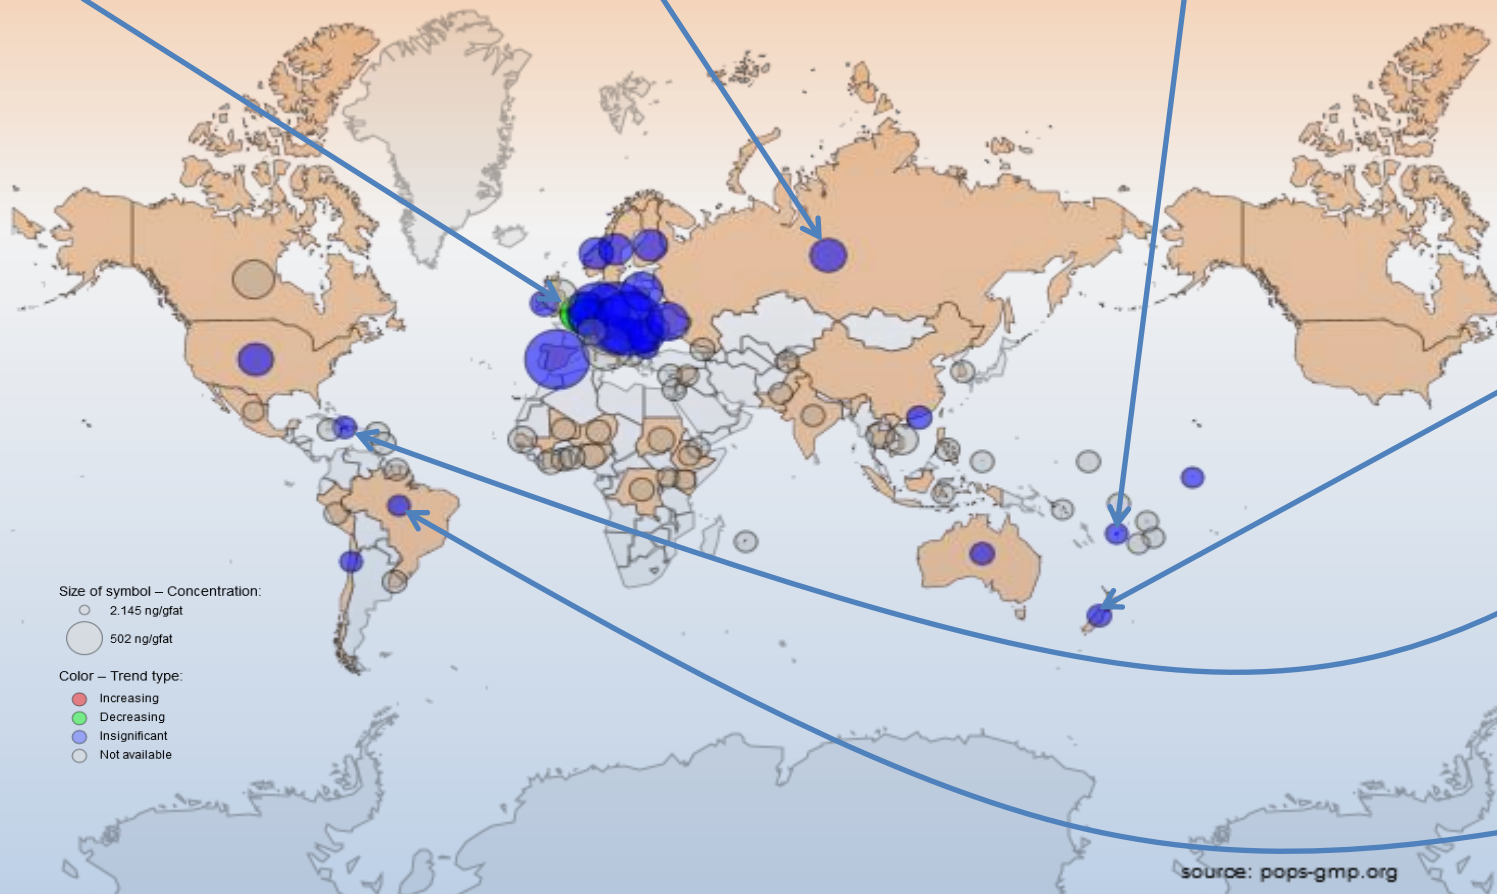 Size of symbol – Concentration:
2.145 ng/gfat
502 ng/gfat
Color – Trend type:
Increasing
Decreasing
Insignificant
Not available
source: pops-gmp.org